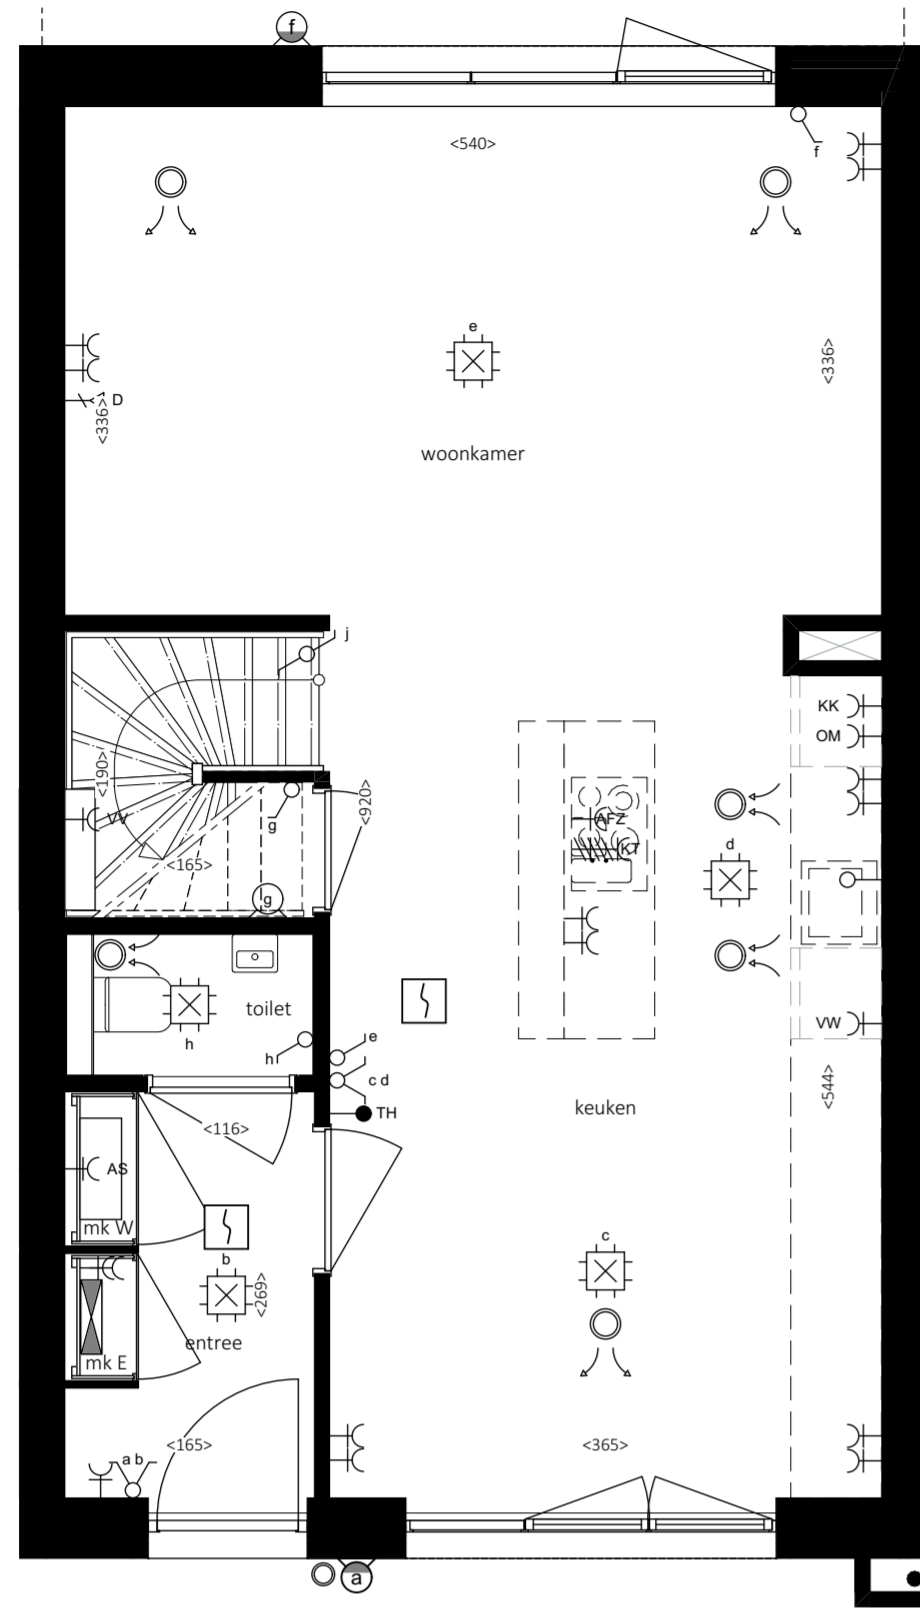 f
<540>
f
e
<336>
<336>
D
woonkamer
j
KK
OM
<190>
<920>
g
VV
AFZ
KT
<165>
d
g
toilet
h
h
VW
e
c d
TH
keuken
<544>
<116>
AS
mk W
b
c
<269>
entree
mk E
<165>
<365>
a b
a